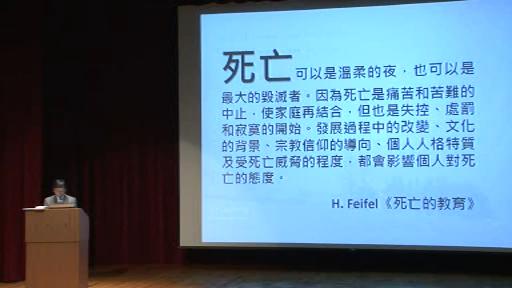 死亡可以是溫柔的夜，也可以是
最大的毀滅者。因為死亡是痛苦和苦難的
中止，使家庭再結合，但也是失控、處罰
和寂寞的開始。發展過程中的改變、文化
的背景、宗教信仰的導向、個人人格特質
及受死亡威脅的程度，都會影響個人對死
亡的態度。
H. Feifel《死亡的教育》